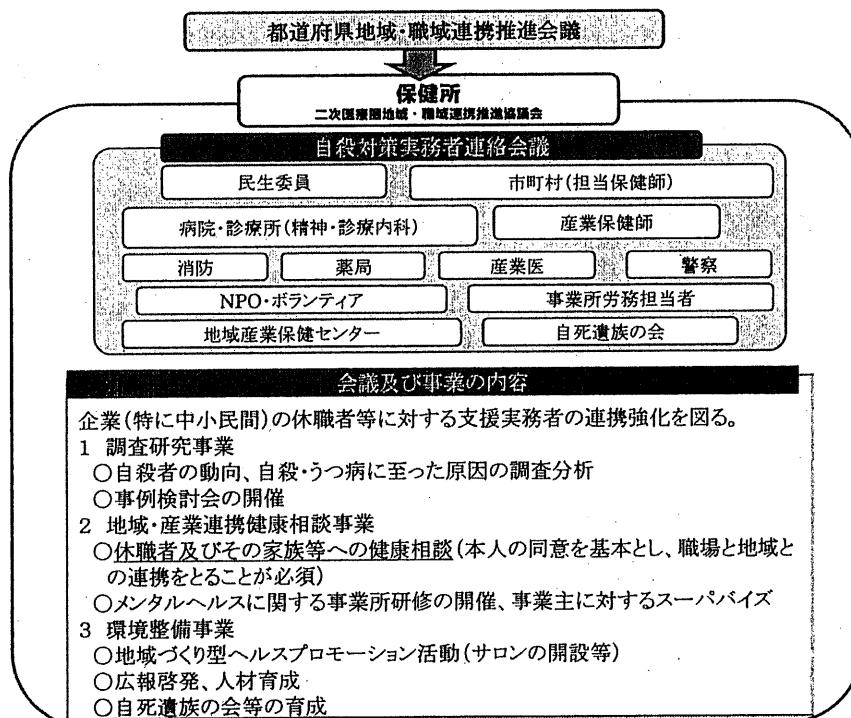 都道府県地域・職域連携推進会議
保健所
二次医療圏地域・職域連携推進協議会
自殺対策実務者連絡会議
民生委員
市町村(担当保健師)
病院・診療所(精神・診療内科)
産業保健師
消防
薬局
産業医
警察
NPO・ボランティア
事業所労務担当者
地域産業保健センター
自死遺族の会
会議及び事業の内容
企業(特に中小民間)の休職者等に対する支援実務者の連携強化を図る。
1 調査研究事業
○自殺者の動向、自殺・うつ病に至った原因の調査分析
○事例検討会の開催
2 地域・産業連携健康相談事業
○休職者及びその家族等への健康相談(本人の同意を基本とし、職場と地域と
の連携をとることが必須)
○メンタルヘルスに関する事業所研修の開催、事業主に対するスーパバイズ
3 環境整備事業
○地域づくり型ヘルスプロモーション活動(サロンの開設等)
○広報啓発、人材育成
○自死遺族の会等の育成